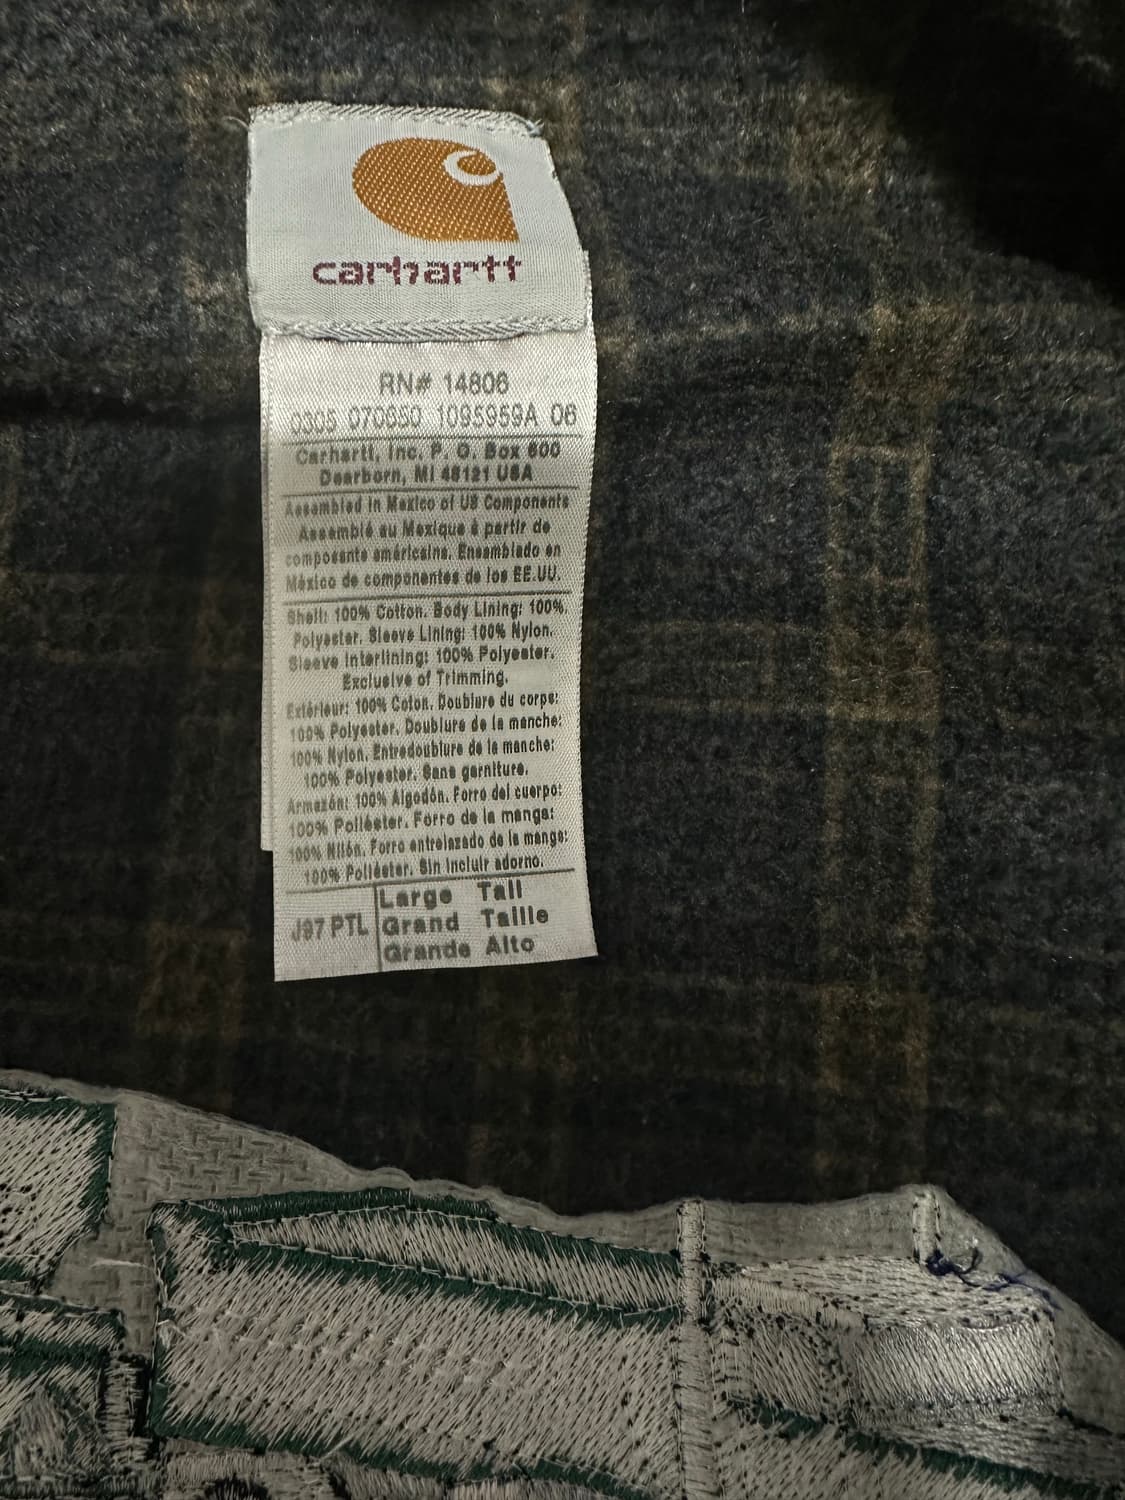 carhartt
RN# 14806
0305 070650 1095959A 06
Carhartt, Inc. P. O. Box 600
Dearborn, MI 48121 USA
Assembled in Mexico of US Components
Assemblé au Mexique à partir de
composants américains. Ensamblado en
México de componentes de los EE.UU.
Shell: 100% Cotton. Body Lining: 100%
Polyester. Sleeve Lining: 100% Nylon.
Sleeve Interlining: 100% Polyester.
Exclusive of Trimming.
Extérieur: 100% Coton. Doublure du corps:
100% Polyester. Doublure de la manche:
100% Nylon. Entredoublure de la manche:
100% Polyester. Sans garniture.
Armazón: 100% Algodón. Forro del cuerpo:
100% Poliéster. Forro de la manga:
100% Nilón. Forro entrelazado de la manga:
100% Poliéster. Sin incluir adorno.
J97 PTL
Large Tall
Grand Taille
Grande Alto